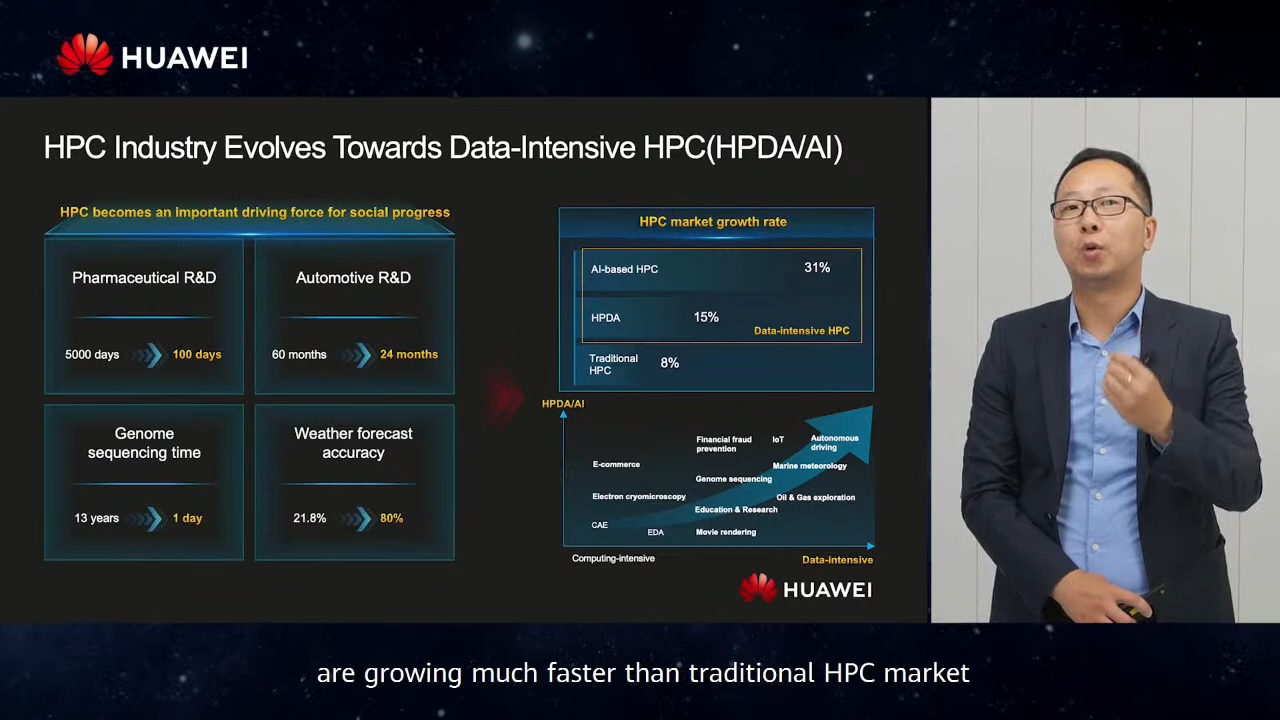 HUAWEI
HPC Industry Evolves Towards Data-Intensive HPC(HPDA/AI)
HPC becomes an important driving force for social progress
Pharmaceutical R&D
5000 days
100 days
Automotive R&D
60 months
24 months
Genome
sequencing time
13 years
1 day
Weather forecast
accuracy
21.8%
80%
HPC market growth rate
AI-based HPC
31%
HPDA
15%
Data-intensive HPC
Traditional
HPC
8%
HPDA/AI
Financial fraud
prevention
IoT
Autonomous
driving
E-commerce
Marine meteorology
Genome sequencing
Electron cryomicroscopy
Oil & Gas exploration
Education & Research
CAE
EDA
Movie rendering
Computing-intensive
Data-intensive
HUAWEI
are growing much faster than traditional HPC market